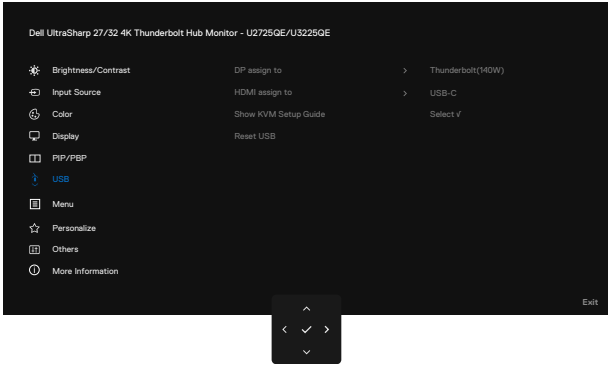 Dell UltraSharp 27/32 4K Thunderbolt Hub Monitor - U2725QE/U3225QE
Brightness/Contrast DP assign to > Thunderbolt(140W)
Input Source HDMI assign to > USB-C
Color Show KVM Setup Guide Select √
Display Reset USB
PIP/PBP
USB
Menu
Personalize
Others
More Information
Exit